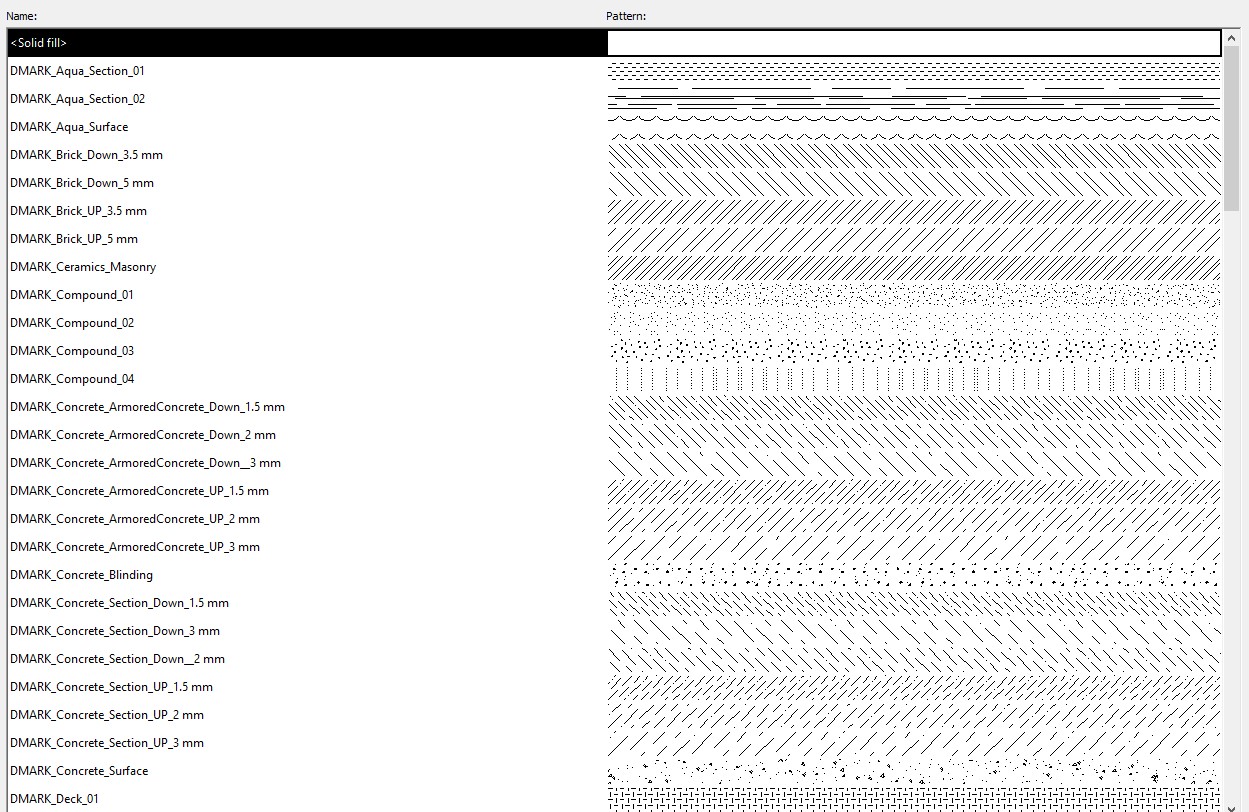 Name:
Pattern:
<Solid fill>
DMARK_Aqua_Section_01
DMARK_Aqua_Section_02
DMARK_Aqua_Surface
DMARK_Brick_Down_3.5 mm
DMARK_Brick_Down_5 mm
DMARK_Brick_UP_3.5 mm
DMARK_Brick_UP_5 mm
DMARK_Ceramics_Masonry
DMARK_Compound_01
DMARK_Compound_02
DMARK_Compound_03
DMARK_Compound_04
DMARK_Concrete_ArmoredConcrete_Down_1.5 mm
DMARK_Concrete_ArmoredConcrete_Down_2 mm
DMARK_Concrete_ArmoredConcrete_Down__3 mm
DMARK_Concrete_ArmoredConcrete_UP_1.5 mm
DMARK_Concrete_ArmoredConcrete_UP_2 mm
DMARK_Concrete_ArmoredConcrete_UP_3 mm
DMARK_Concrete_Blinding
DMARK_Concrete_Section_Down_1.5 mm
DMARK_Concrete_Section_Down_3 mm
DMARK_Concrete_Section_Down__2 mm
DMARK_Concrete_Section_UP_1.5 mm
DMARK_Concrete_Section_UP_2 mm
DMARK_Concrete_Section_UP_3 mm
DMARK_Concrete_Surface
DMARK_Deck_01